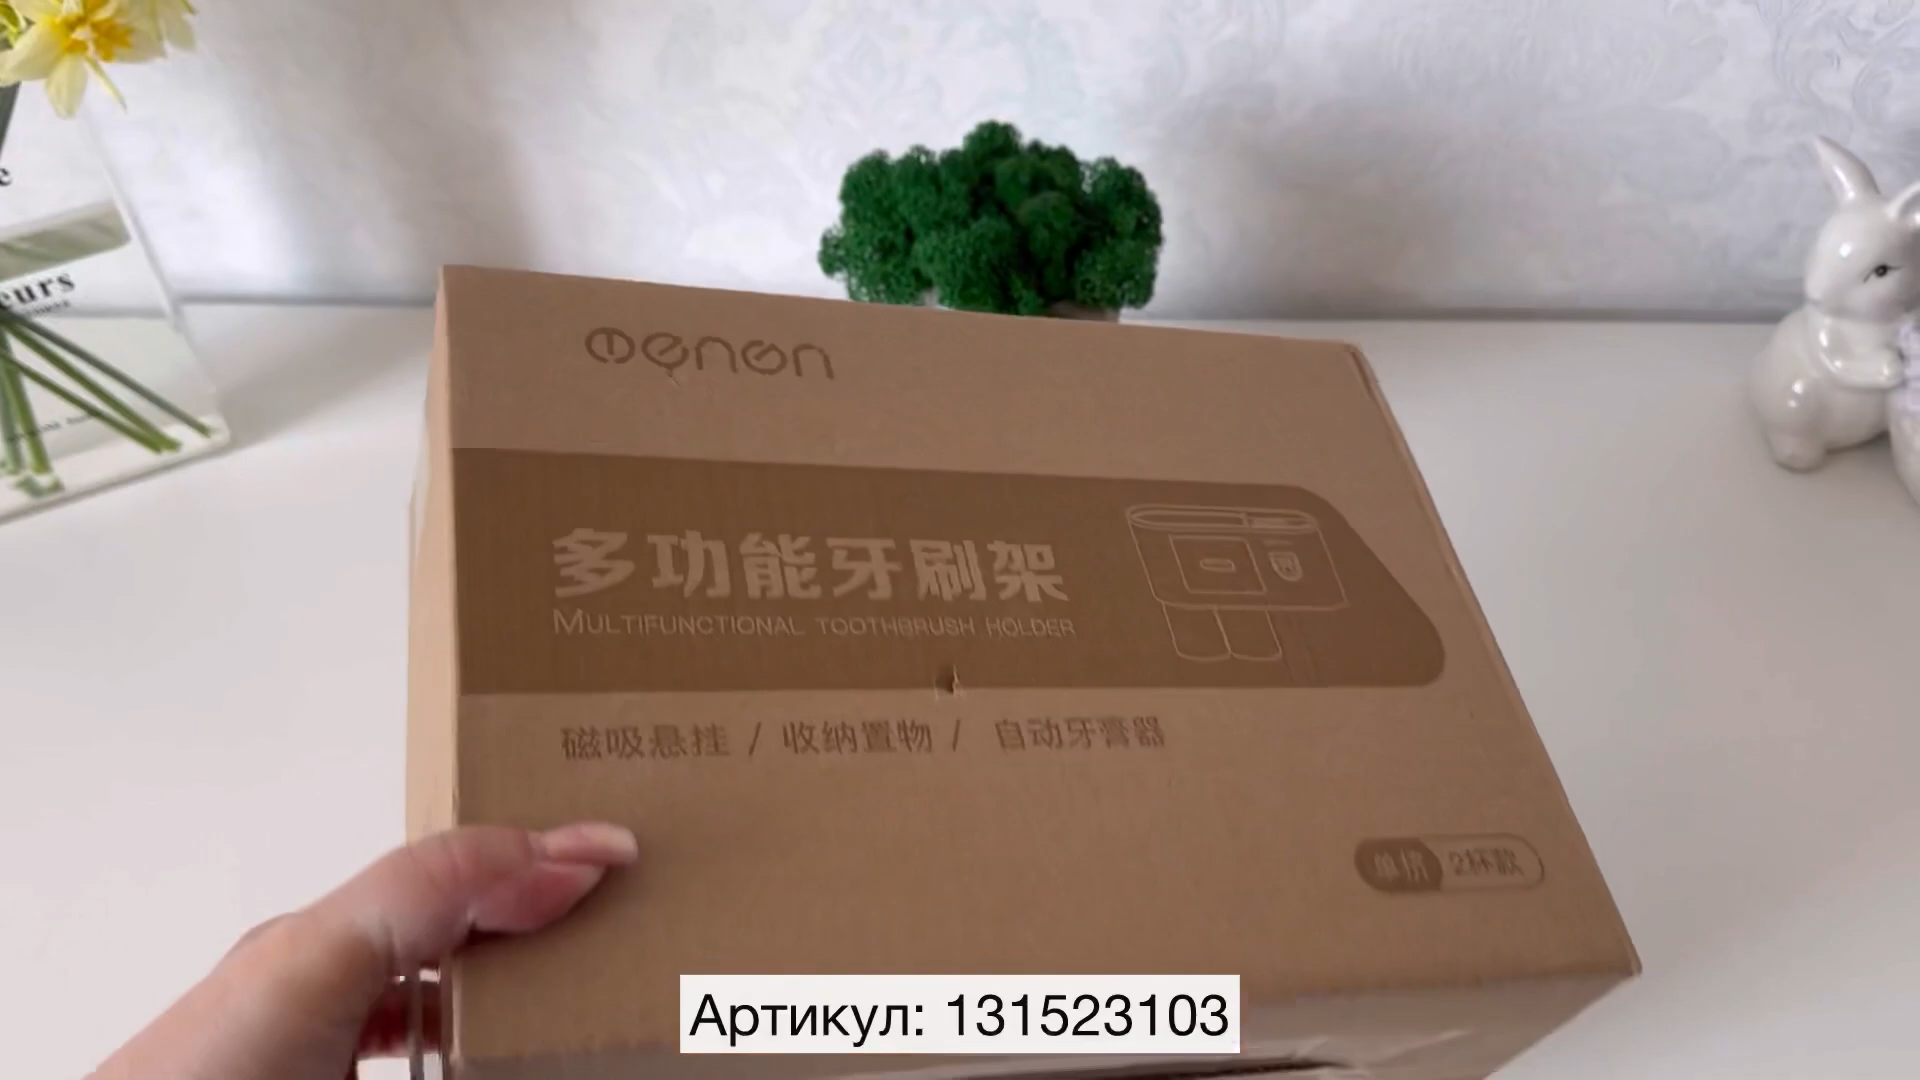 eurs
oenon
多功能牙刷架
MULTIFUNCTIONAL TOOTHBRUSH HOLDER
磁吸悬挂 / 收纳置物 / 自动牙膏器
单挤 2杯款
Артикул: 131523103